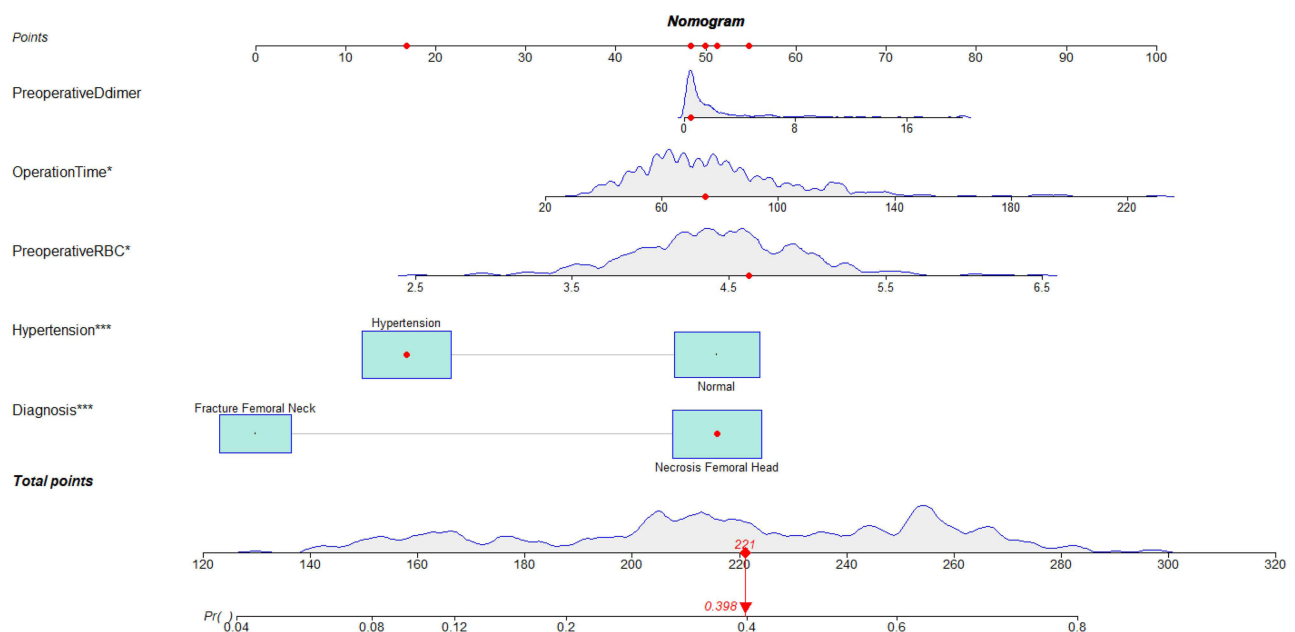 Nomogram
Points
0 10 20 30 40 50 60 70 80 90 100
PreoperativeDdimer
0 8 16
OperationTime*
20 60 100 140 180 220
PreoperativeRBC*
2.5 3.5 4.5 5.5 6.5
Hypertension***
Hypertension
Normal
Diagnosis***
Fracture Femoral Neck
Necrosis Femoral Head
Total points
221
120 140 160 180 200 220 240 260 280 300 320
0.398
Pr( )
0.04 0.08 0.12 0.2 0.4 0.6 0.8